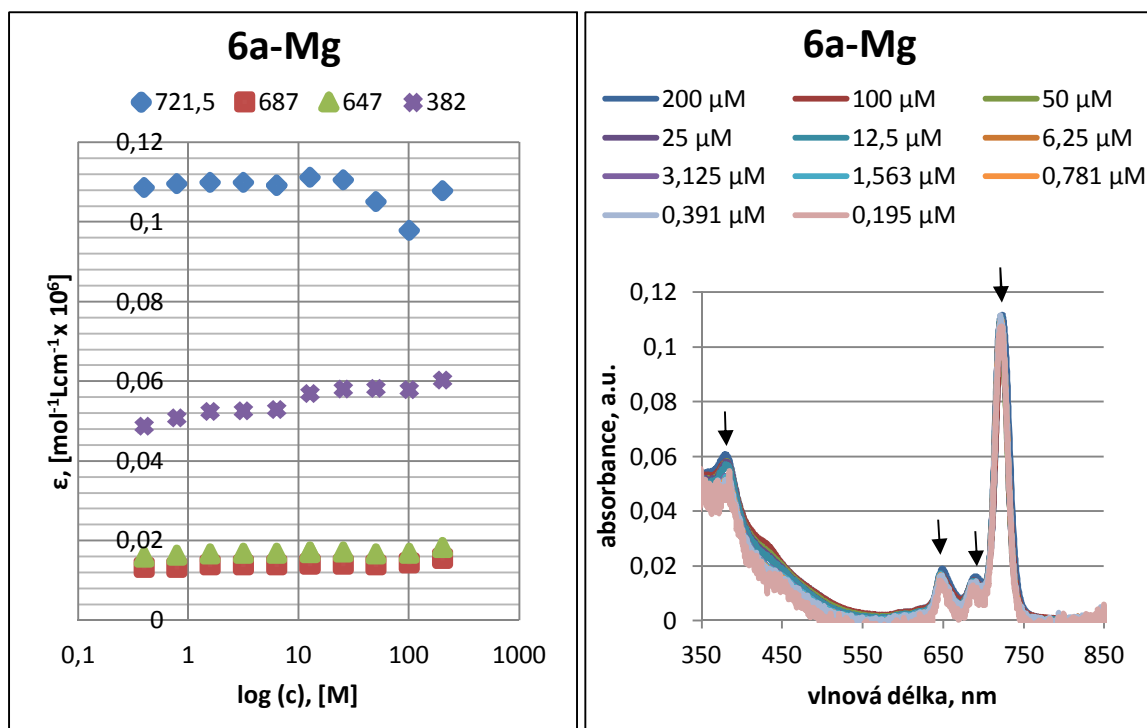 6a-Mg
721,5 687 647 382
0,12
0,1
0,08
0,06
0,04
0,02
0
0,1 1 10 100 1000
ε, [mol⁻¹Lcm⁻¹x 10⁶]
log (c), [M]
6a-Mg
200 µM 100 µM 50 µM
25 µM 12,5 µM 6,25 µM
3,125 µM 1,563 µM 0,781 µM
0,391 µM 0,195 µM
0,12
0,1
0,08
0,06
0,04
0,02
0
350 450 550 650 750 850
absorbance, a.u.
vlnová délka, nm